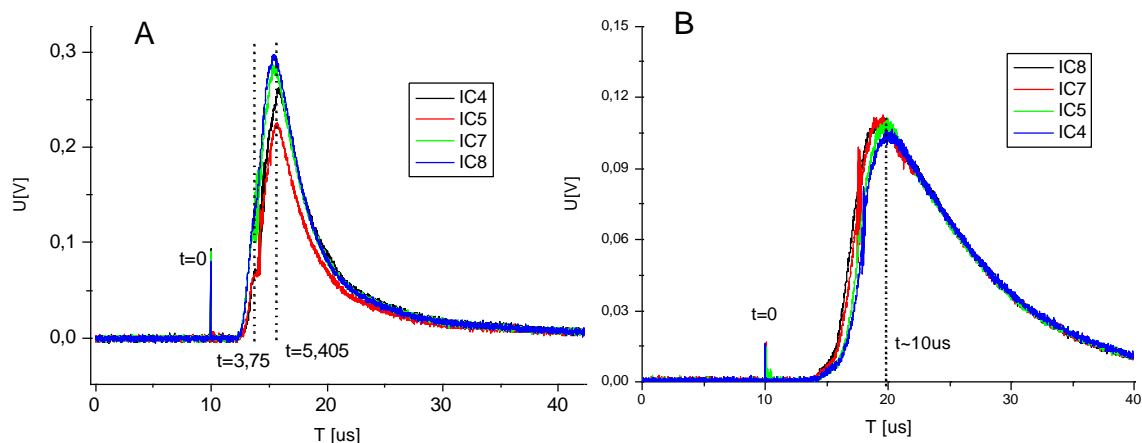 A
0,3
0,2
0,1
0,0
U[V]
IC4
IC5
IC7
IC8
t=0
t=3,75
t=5,405
0
10
20
30
40
T [us]
B
0,15
0,12
0,09
0,06
0,03
0,00
U[V]
IC8
IC7
IC5
IC4
t=0
t~10us
0
10
20
30
40
T [us]